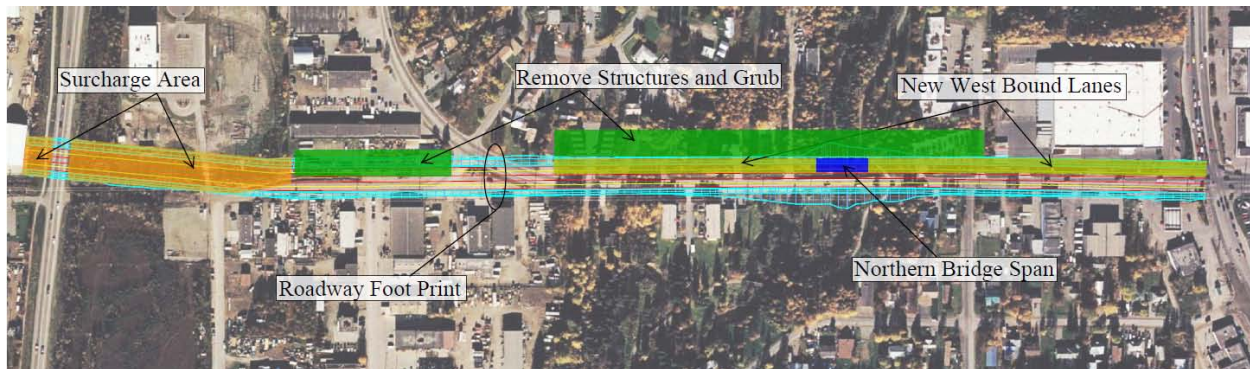 Surcharge Area
Remove Structures and Grub
New West Bound Lanes
Roadway Foot Print
Northern Bridge Span